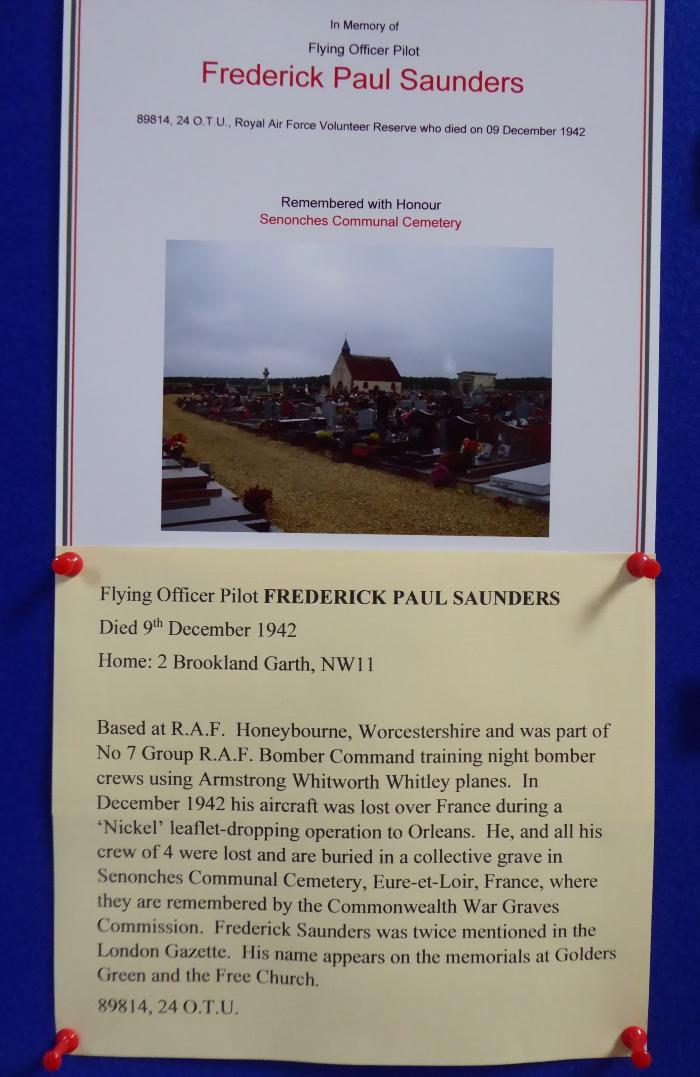 In Memory of
Flying Officer Pilot
Frederick Paul Saunders
89814, 24 O.T.U., Royal Air Force Volunteer Reserve who died on 09 December 1942
Remembered with Honour
Senonches Communal Cemetery
Flying Officer Pilot FREDERICK PAUL SAUNDERS
Died 9th December 1942
Home: 2 Brookland Garth, NW11
Based at R.A.F. Honeybourne, Worcestershire and was part of
No 7 Group R.A.F. Bomber Command training night bomber
crews using Armstrong Whitworth Whitley planes. In
December 1942 his aircraft was lost over France during a
‘Nickel’ leaflet-dropping operation to Orleans. He, and all his
crew of 4 were lost and are buried in a collective grave in
Senonches Communal Cemetery, Eure-et-Loir, France, where
they are remembered by the Commonwealth War Graves
Commission. Frederick Saunders was twice mentioned in the
London Gazette. His name appears on the memorials at Golders
Green and the Free Church.
89814, 24 O.T.U.